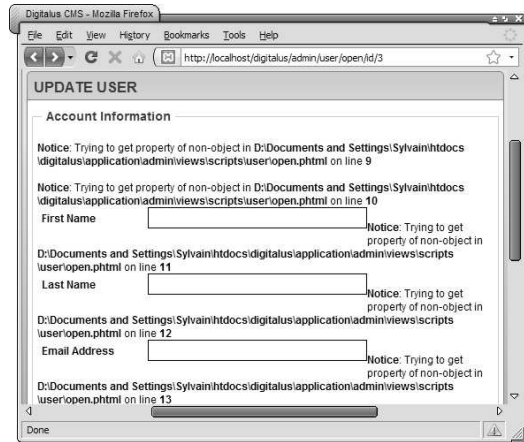 Digitalus CMS - Mozilla Firefox
File Edit View History Bookmarks Tools Help
http://localhost/digitalus/admin/user/open/id/3
UPDATE USER
Account Information
Notice: Trying to get property of non-object in D:\Documents and Settings\Sylvain\htdocs
\digitalus\application\admin\views\scripts\user\open.phtml on line 9
Notice: Trying to get property of non-object in D:\Documents and Settings\Sylvain\htdocs
\digitalus\application\admin\views\scripts\user\open.phtml on line 10
First Name
Notice: Trying to get
property of non-object in
D:\Documents and Settings\Sylvain\htdocs\digitalus\application\admin\views\scripts
\user\open.phtml on line 11
Last Name
Notice: Trying to get
property of non-object in
D:\Documents and Settings\Sylvain\htdocs\digitalus\application\admin\views\scripts
\user\open.phtml on line 12
Email Address
Notice: Trying to get
property of non-object in
D:\Documents and Settings\Sylvain\htdocs\digitalus\application\admin\views\scripts
\user\open.phtml on line 13
Done